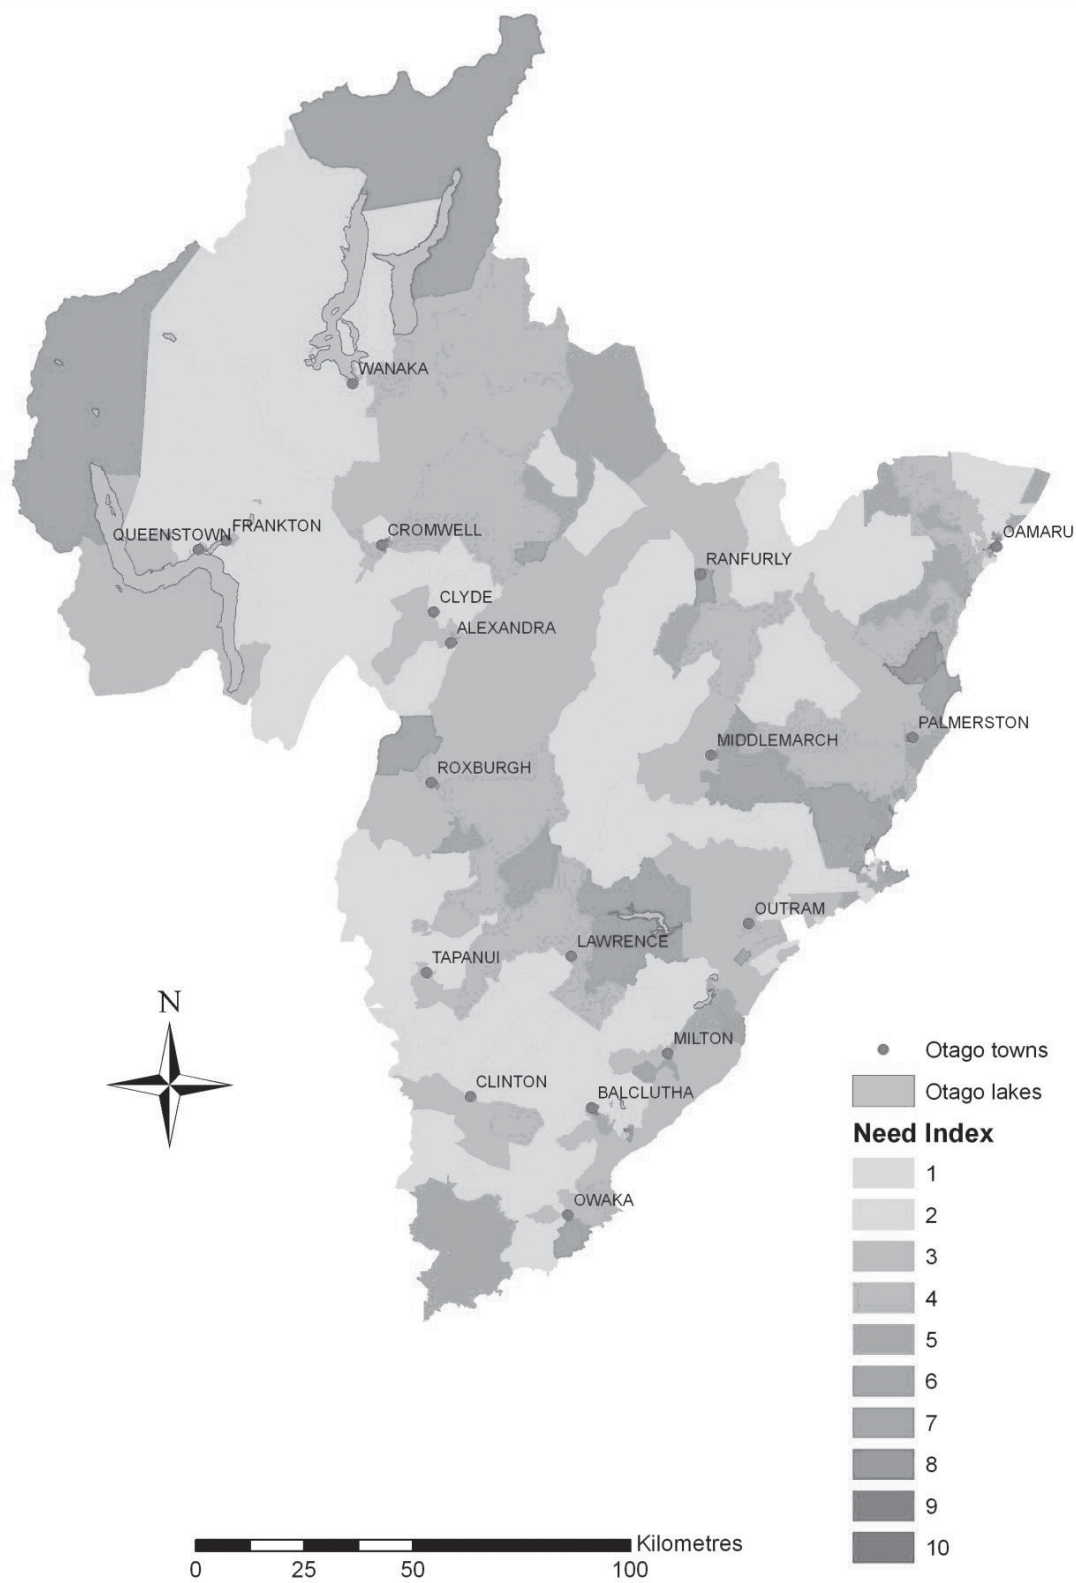 WANAKA
QUEENSTOWN
FRANKTON
CROMWELL
OAMARU
RANFURLY
CLYDE
ALEXANDRA
PALMERSTON
MIDDLEMARCH
ROXBURGH
OUTRAM
LAWRENCE
TAPANUI
N
MILTON
Otago towns
CLINTON
BALCLUTHA
Otago lakes
Need Index
1
2
OWAKA
3
4
5
6
7
8
9
10
Kilometres
0 25 50 100